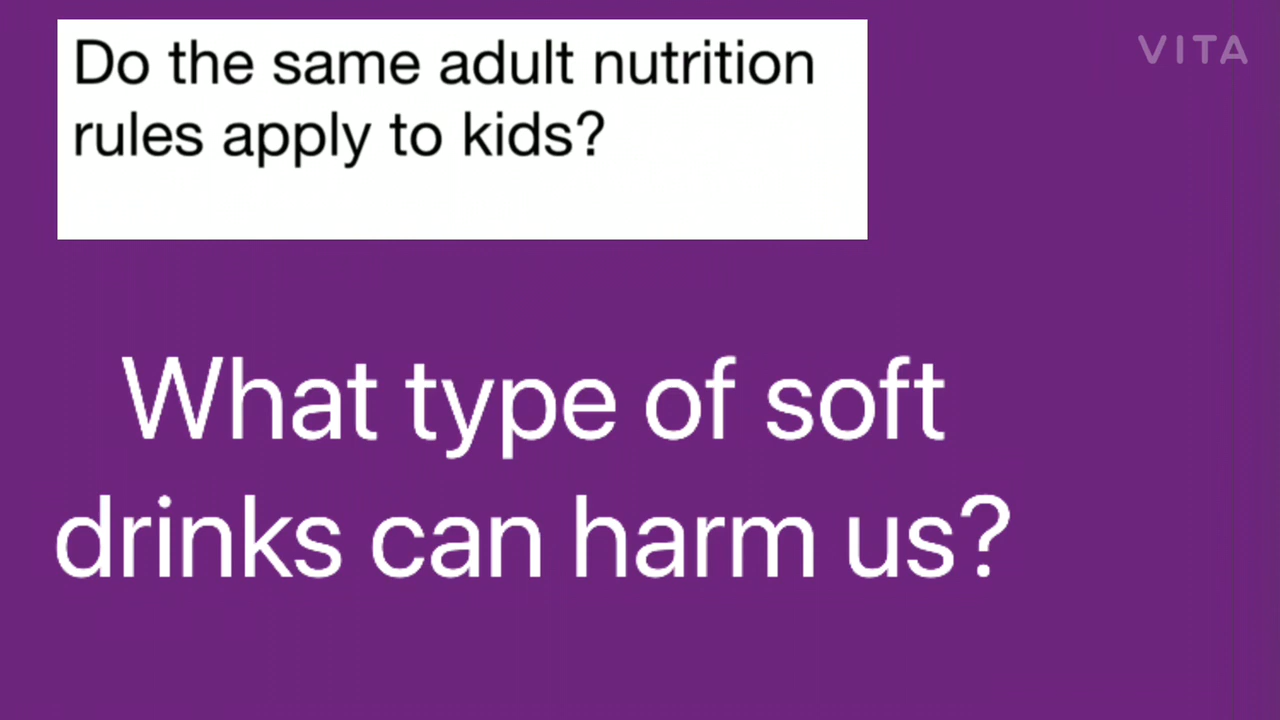 Do the same adult nutrition
VITA
rules apply to kids?
What type of soft
drinks can harm us?